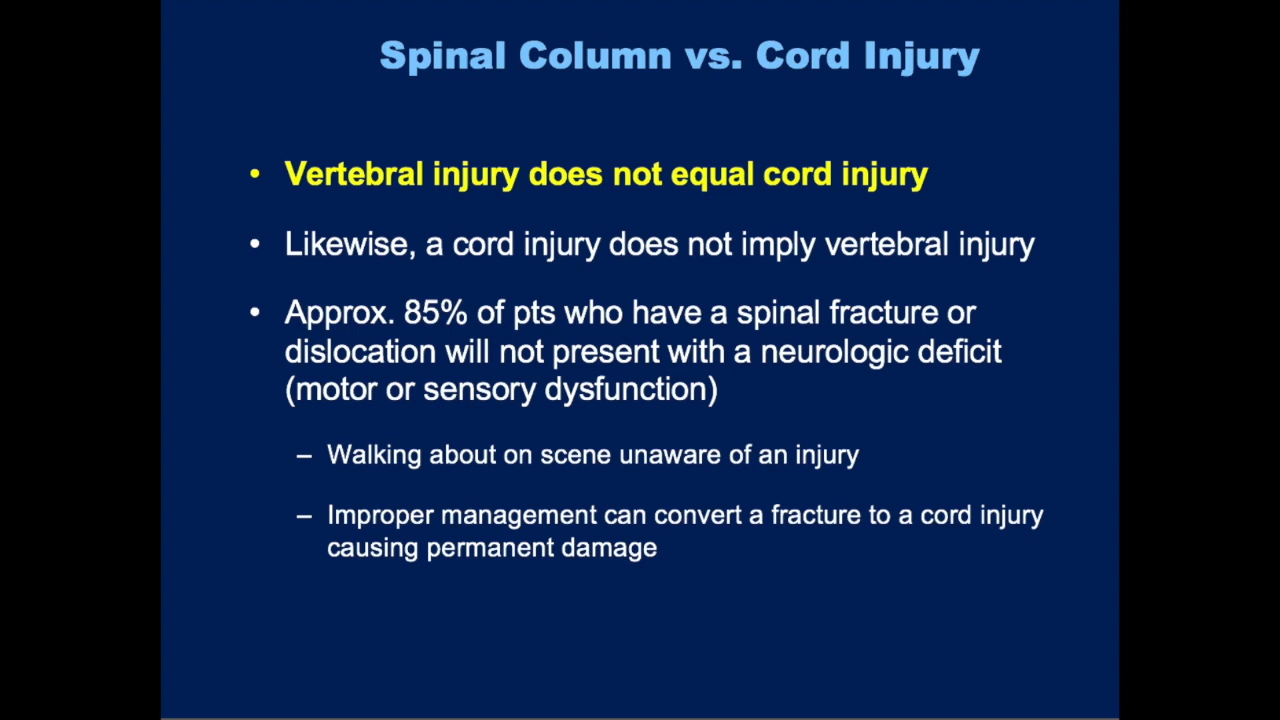 Spinal Column vs. Cord Injury
• Vertebral injury does not equal cord injury
• Likewise, a cord injury does not imply vertebral injury
• Approx. 85% of pts who have a spinal fracture or
dislocation will not present with a neurologic deficit
(motor or sensory dysfunction)
– Walking about on scene unaware of an injury
– Improper management can convert a fracture to a cord injury
causing permanent damage